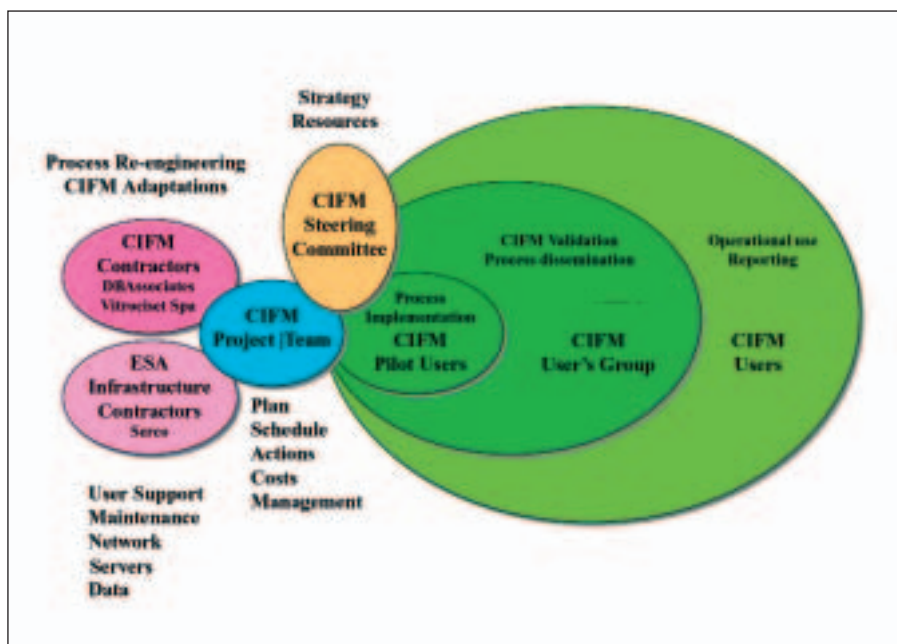 Strategy
Resources
Process Re-engineering
CIFM Adaptations
CIFM
Steering
Committee
CIFM
Contractors
DBAssociates
Vitrociset Spa
CIFM
Project |Team
ESA
Infrastructure
Contractors
Serco
Plan
Schedule
Actions
Costs
Management
User Support
Maintenance
Network
Servers
Data
Process
Implementation
CIFM
Pilot Users
CIFM Validation
Process dissemination
CIFM
User's Group
Operational use
Reporting
CIFM
Users